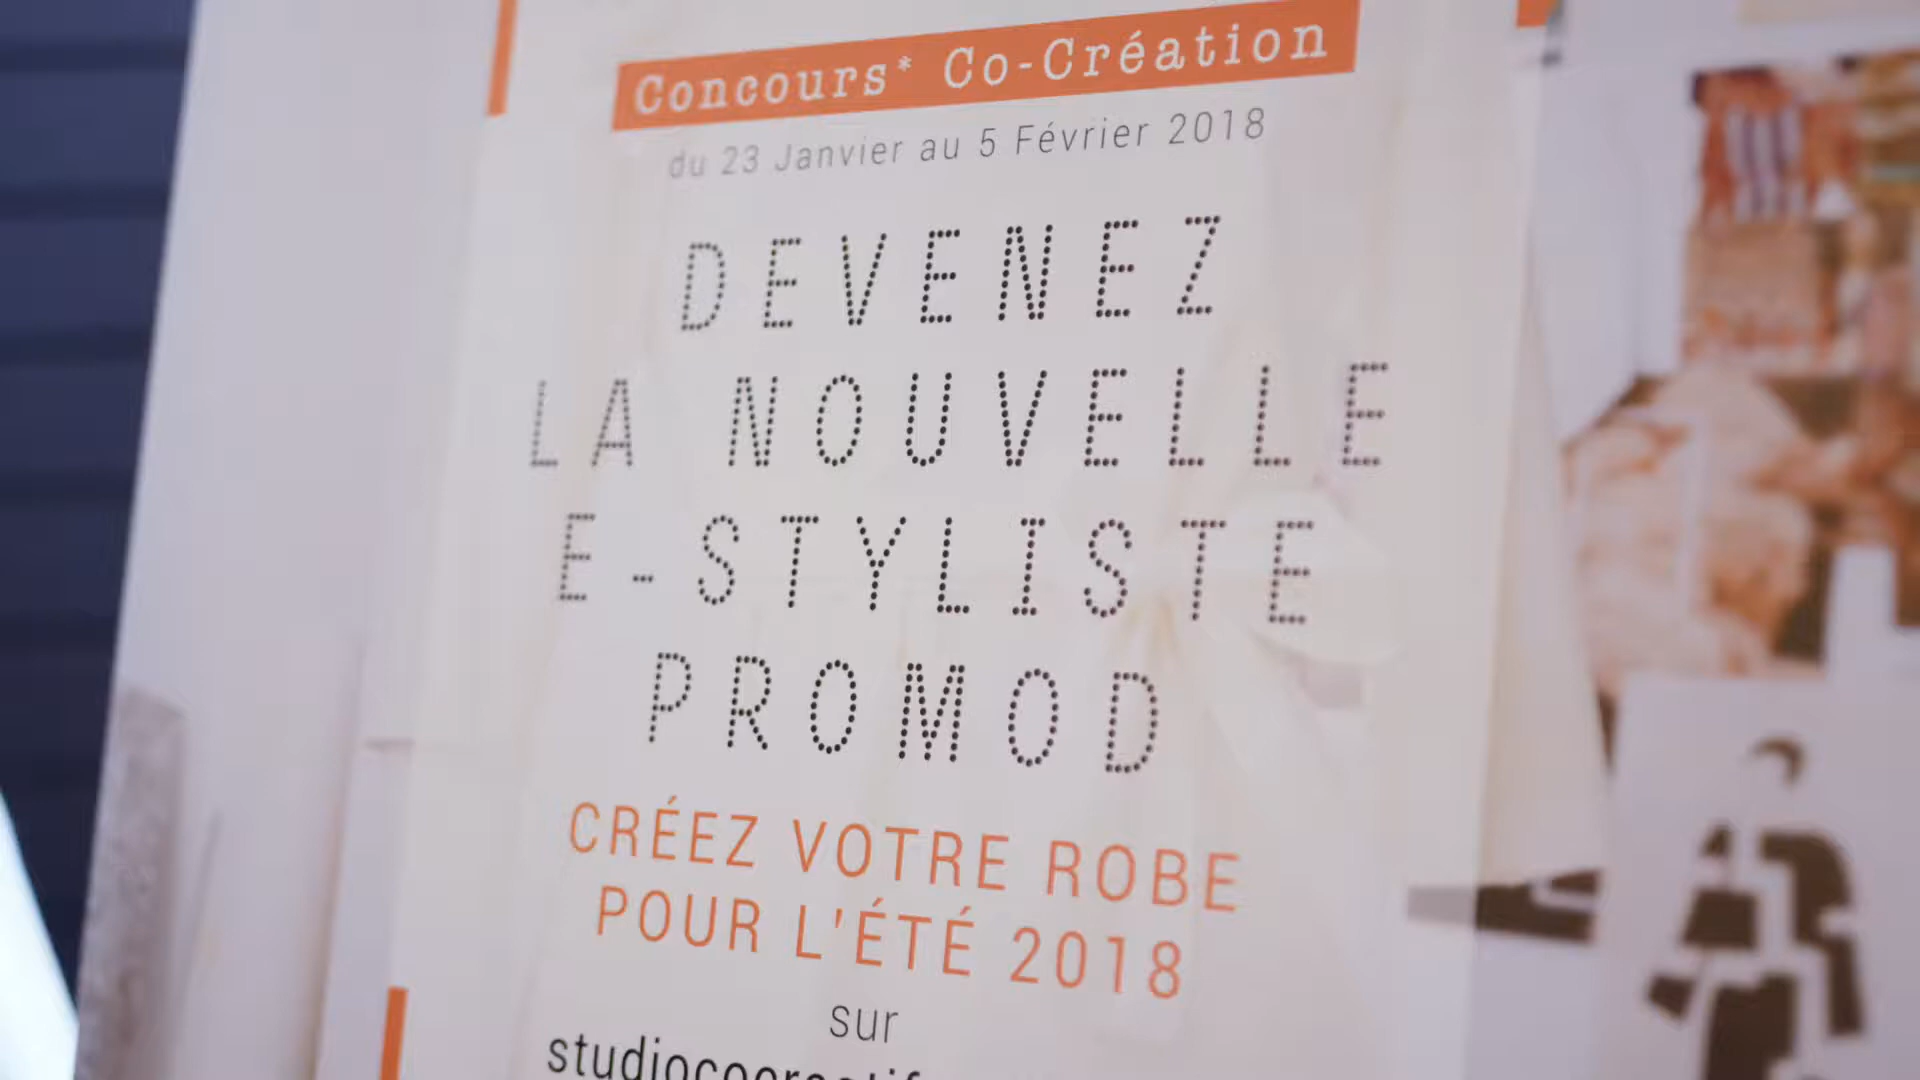 Concours* Co-Création
du 23 Janvier au 5 Février 2018
DEVENEZ
LA NOUVELLE
E-STYLISTE
PROMOD
CRÉEZ VOTRE ROBE
POUR L'ÉTÉ 2018
sur